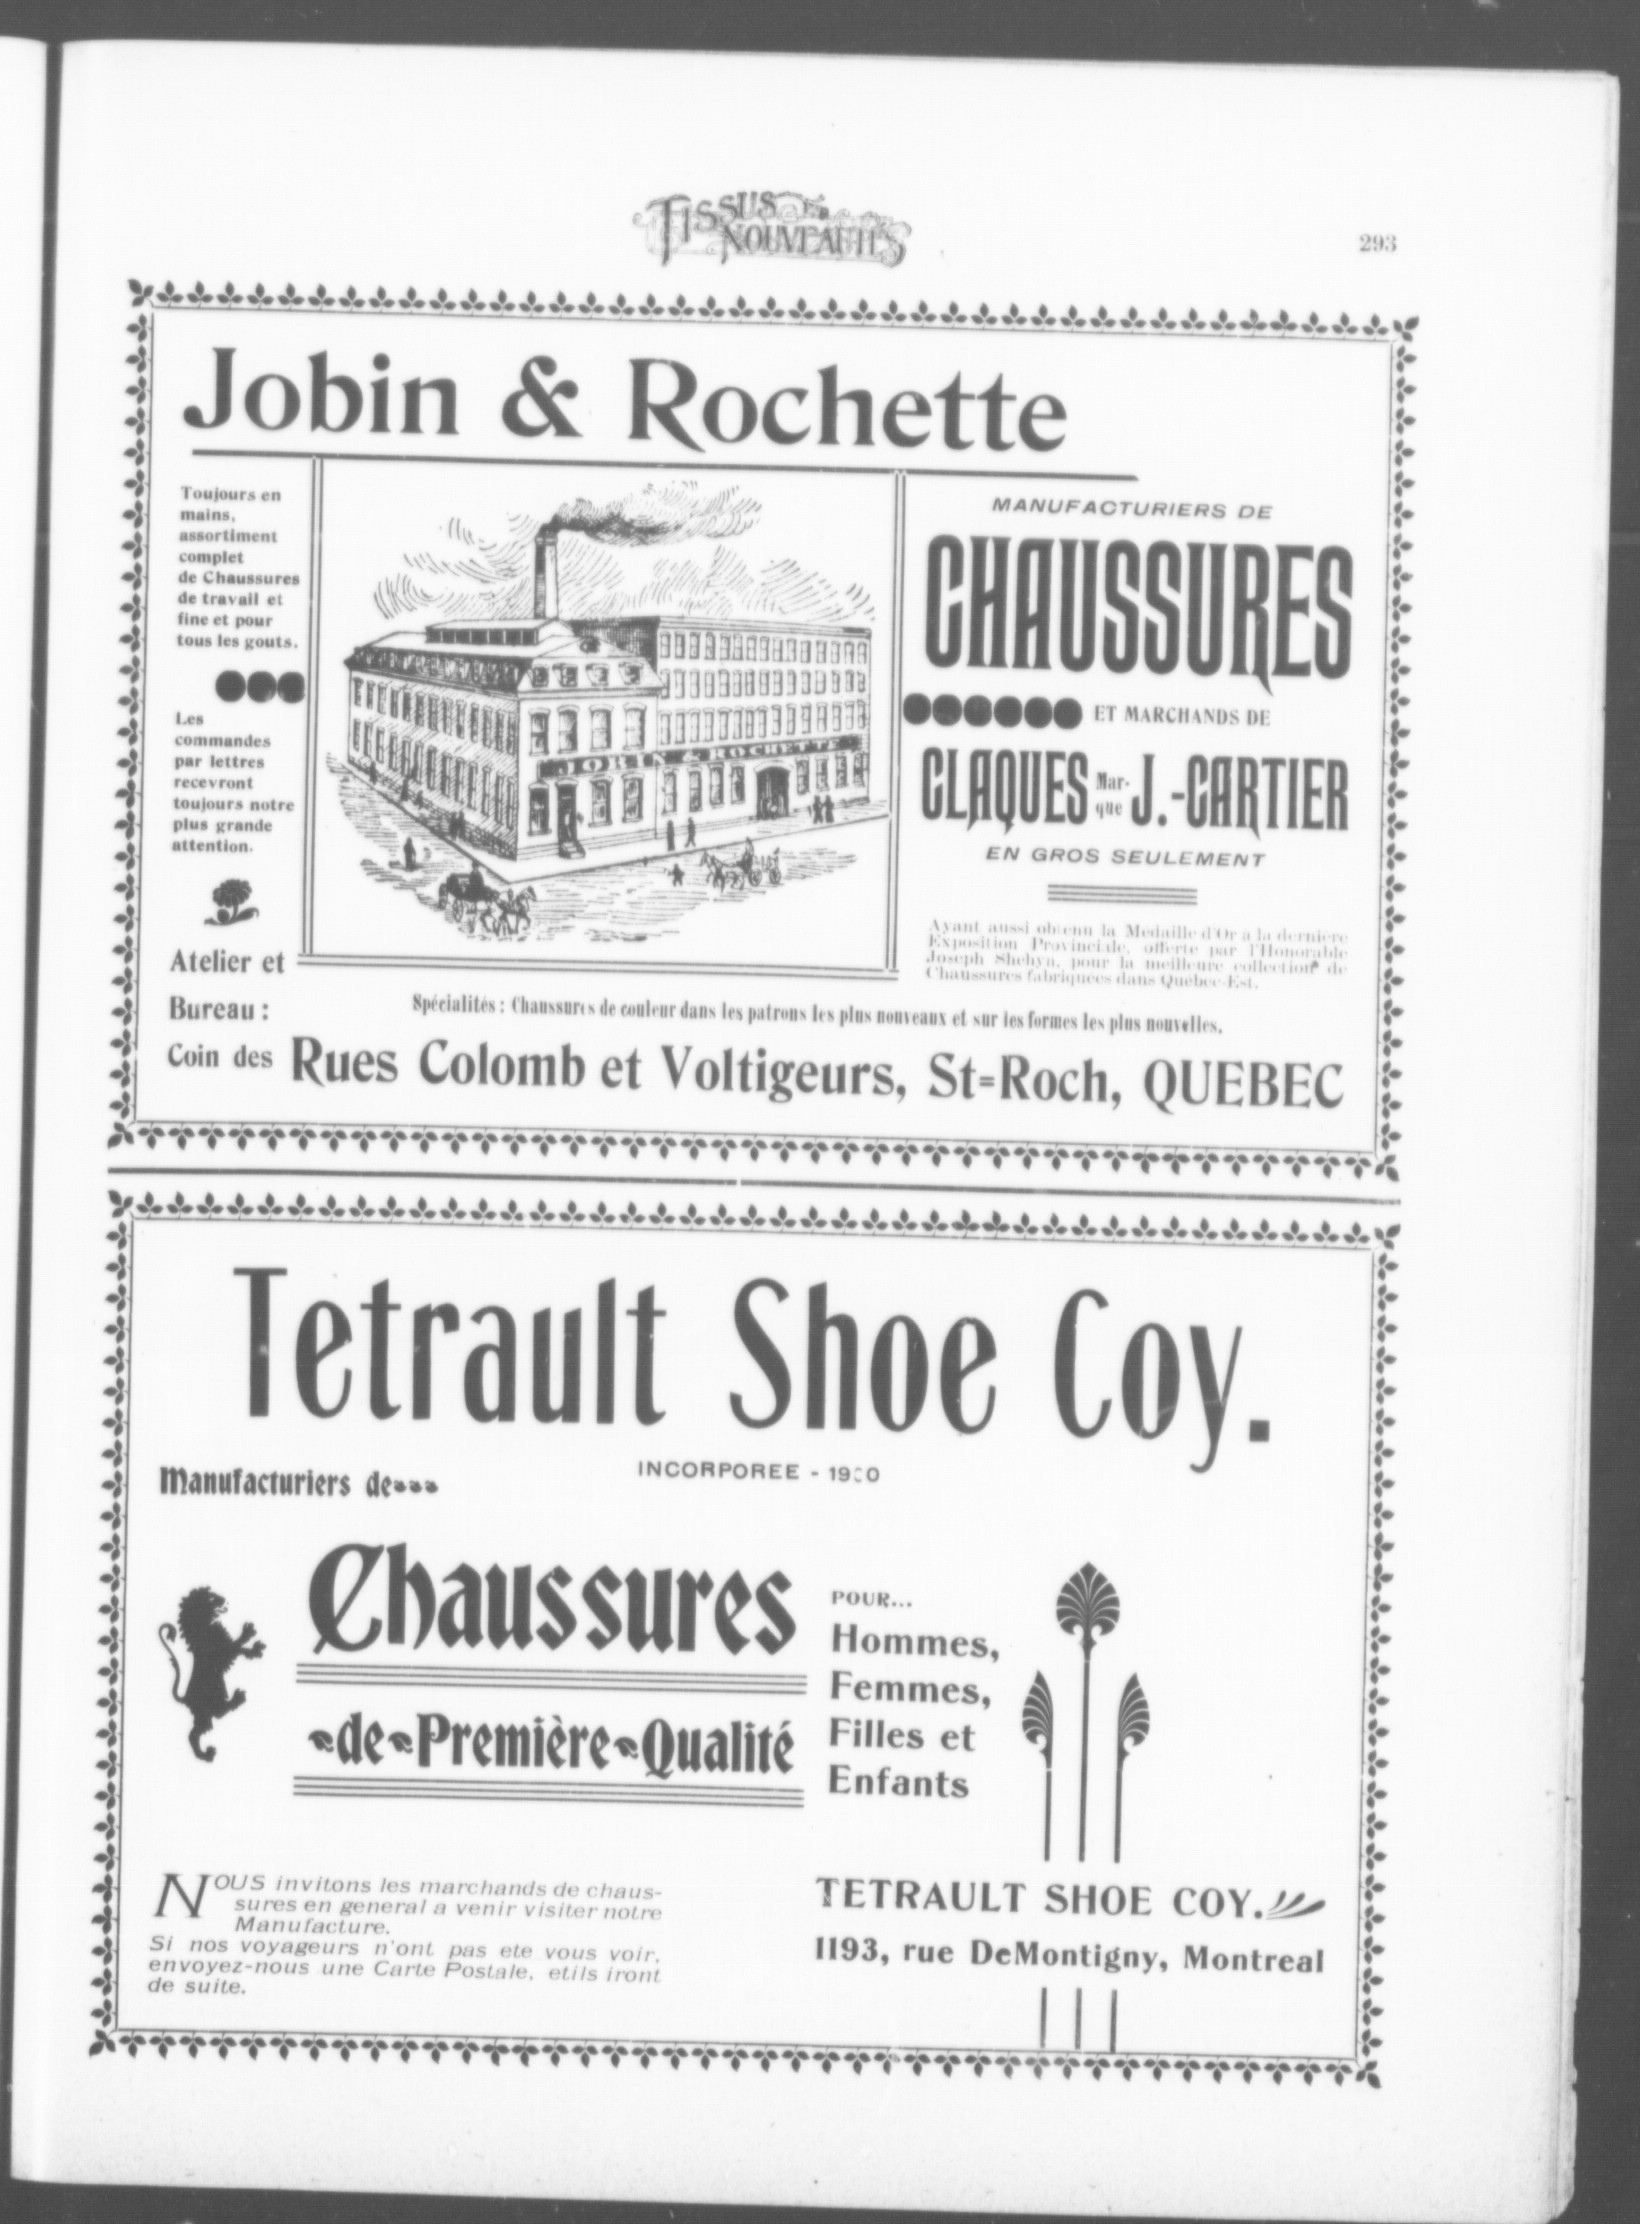 TISSUS ET NOUVEAUTÉS
293
Jobin & Rochette
Toujours en
mains,
assortiment
complet
de Chaussures
de travail et
fine et pour
tous les gouts.
Les
commandes
par lettres
recevront
toujours notre
plus grande
attention.
JOBIN & ROCHETTE
MANUFACTURIERS DE
CHAUSSURES
ET MARCHANDS DE
CLAQUES Mar-que J.-CARTIER
EN GROS SEULEMENT
Ayant aussi obtenu la Medaille d'Or a la derniere
Exposition Provinciale, offerte par l'Honorable
Joseph Shehyn, pour la meilleure collection de
Chaussures fabriquees dans Quebec-Est.
Atelier et
Bureau :
Spécialités : Chaussures de couleur dans les patrons les plus nouveaux et sur les formes les plus nouvelles.
Coin des Rues Colomb et Voltigeurs, St=Roch, QUEBEC
Tetrault Shoe Coy.
INCORPOREE - 1900
Manufacturiers de
Chaussures
de Première Qualité
POUR...
Hommes,
Femmes,
Filles et
Enfants
NOUS invitons les marchands de chaus-
sures en general a venir visiter notre
Manufacture.
Si nos voyageurs n'ont pas ete vous voir,
envoyez-nous une Carte Postale, etils iront
de suite.
TETRAULT SHOE COY.
1193, rue DeMontigny, Montreal